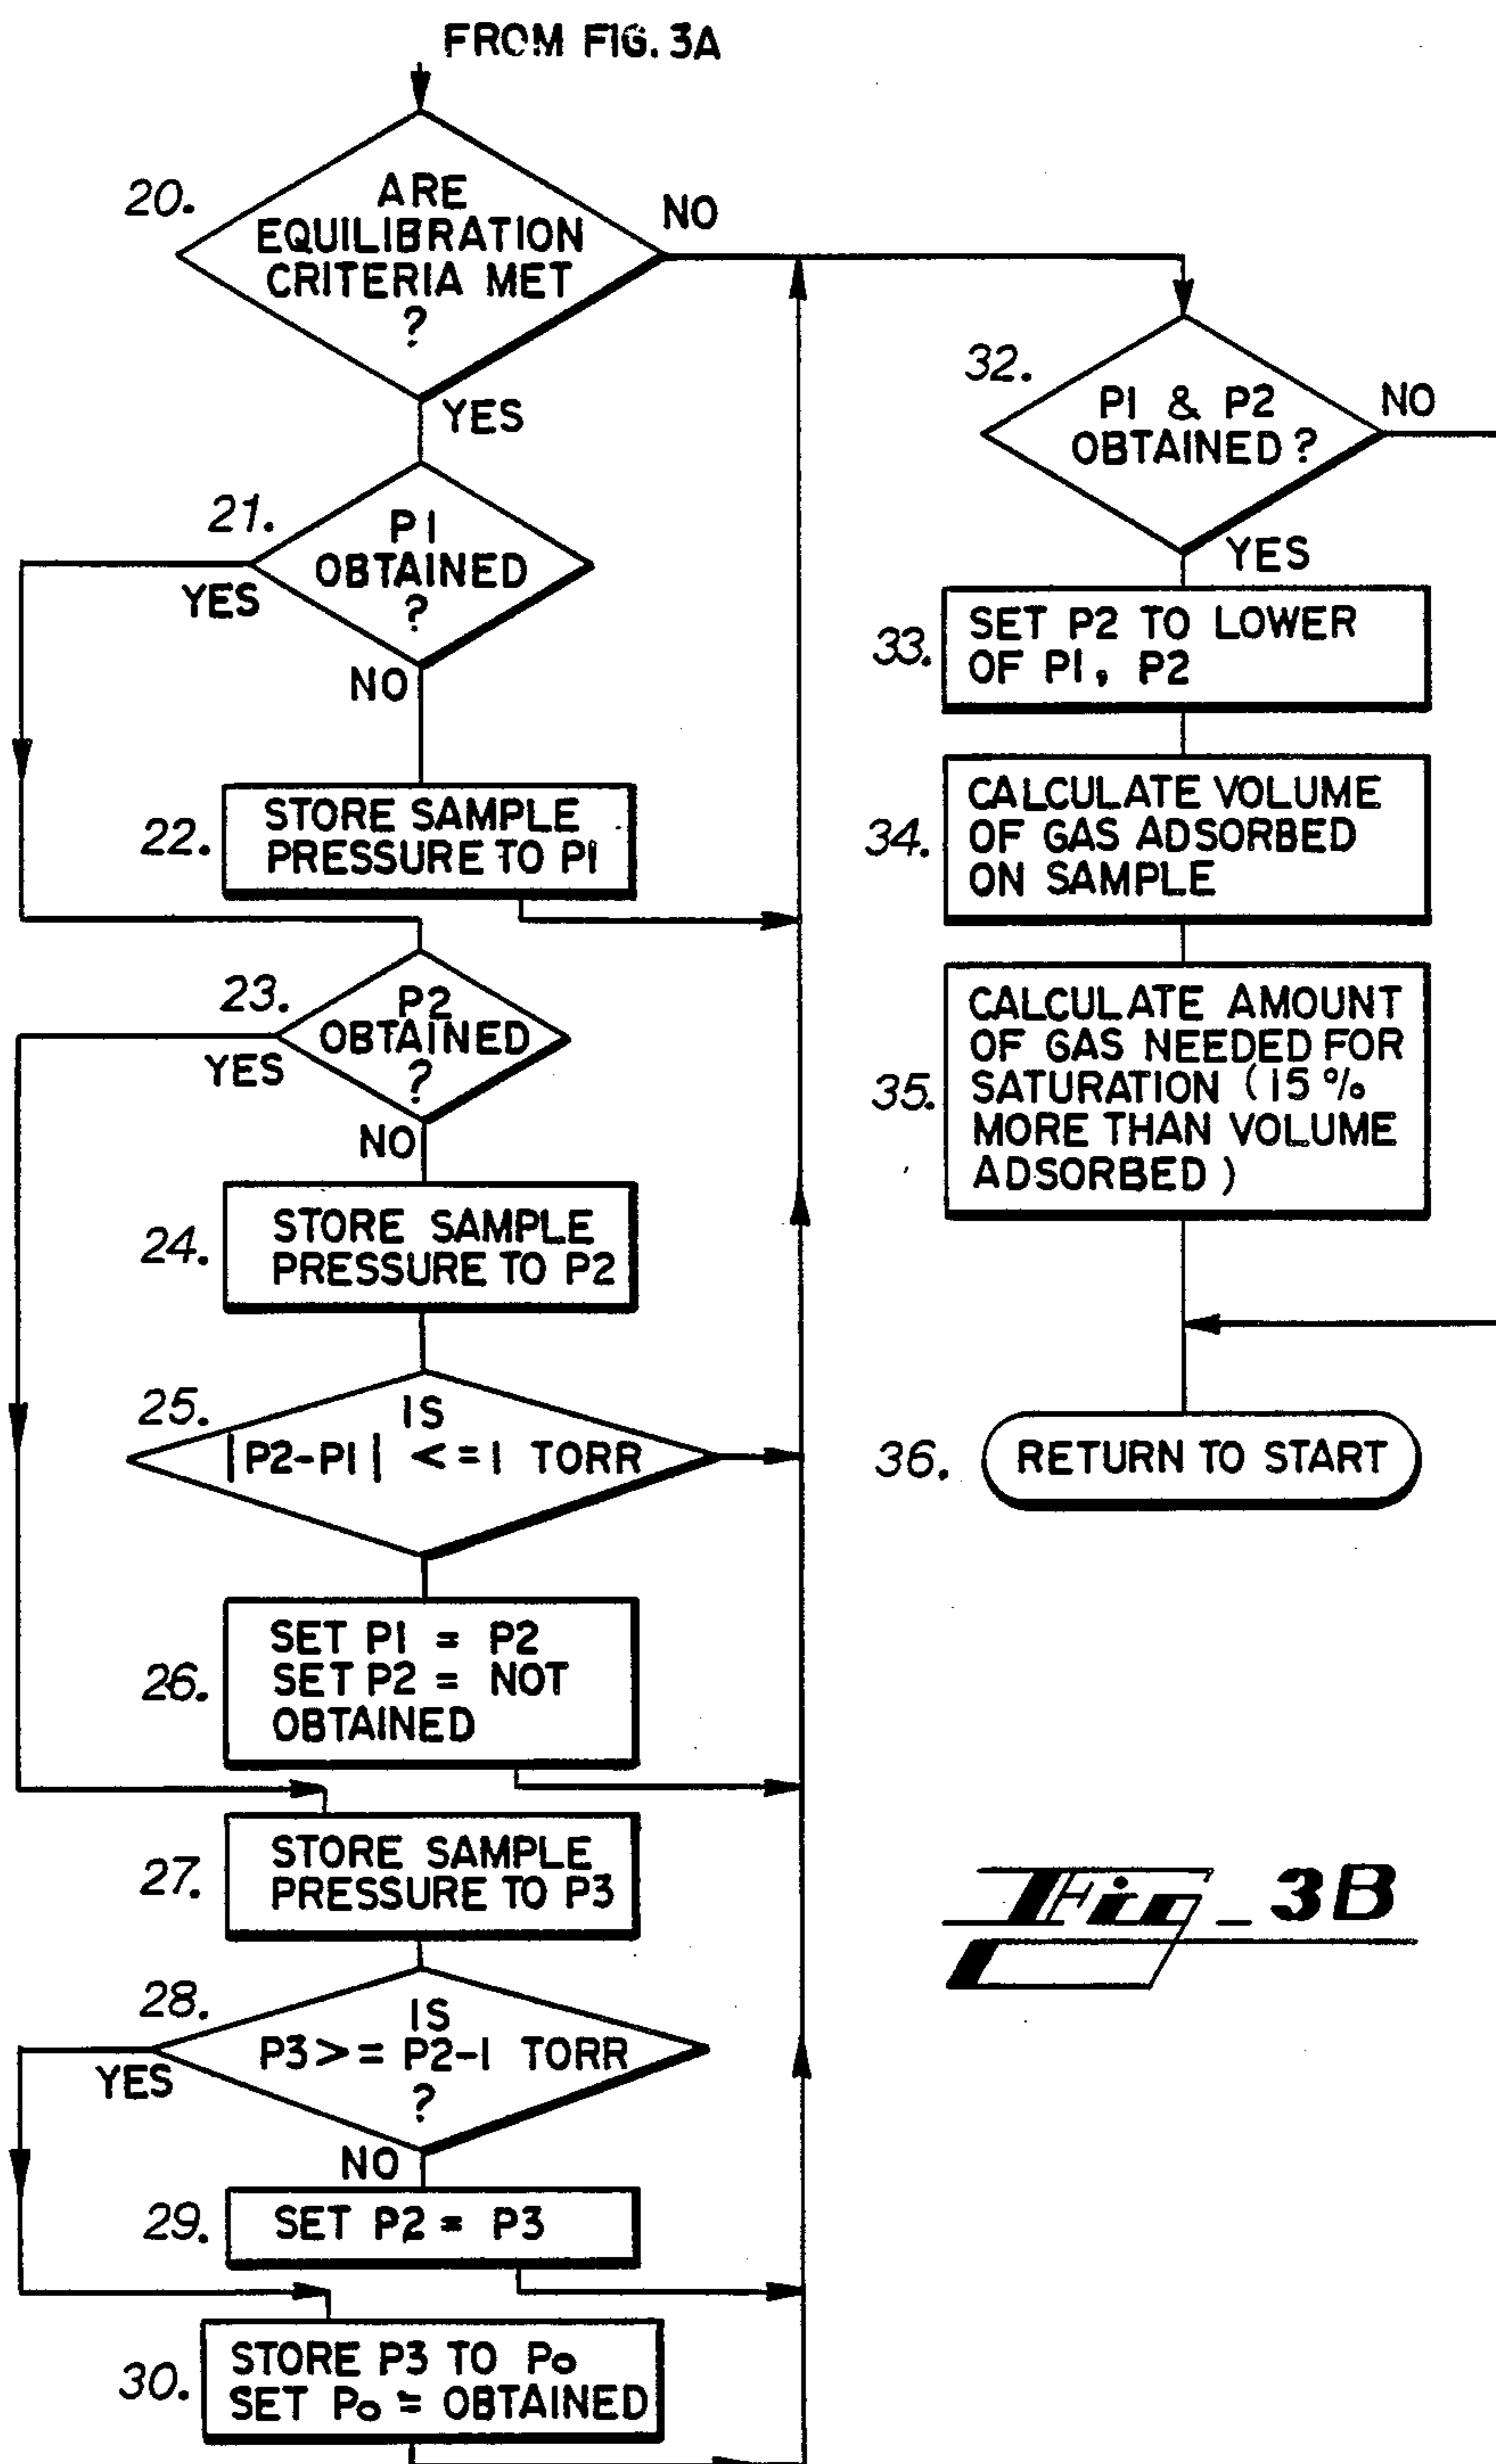 FROM FIG. 3A
20.
ARE
EQUILIBRATION
CRITERIA MET
?
NO
YES
21.
P1
OBTAINED
?
YES
NO
22.
STORE SAMPLE
PRESSURE TO P1
23.
P2
OBTAINED
?
YES
NO
24.
STORE SAMPLE
PRESSURE TO P2
25.
IS
|P2-P1| <=1 TORR
26.
SET P1 = P2
SET P2 = NOT
OBTAINED
27.
STORE SAMPLE
PRESSURE TO P3
28.
IS
P3>= P2-1 TORR
?
YES
NO
29.
SET P2 = P3
30.
STORE P3 TO Po
SET Po = OBTAINED
32.
P1 & P2
OBTAINED?
NO
YES
33.
SET P2 TO LOWER
OF P1, P2
34.
CALCULATE VOLUME
OF GAS ADSORBED
ON SAMPLE
35.
CALCULATE AMOUNT
OF GAS NEEDED FOR
SATURATION (15%
MORE THAN VOLUME
ADSORBED)
36.
RETURN TO START
Fig_3B